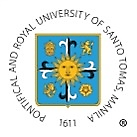 PONTIFICAL AND ROYAL UNIVERSITY OF SANTO TOMAS, MANILA
1611
®